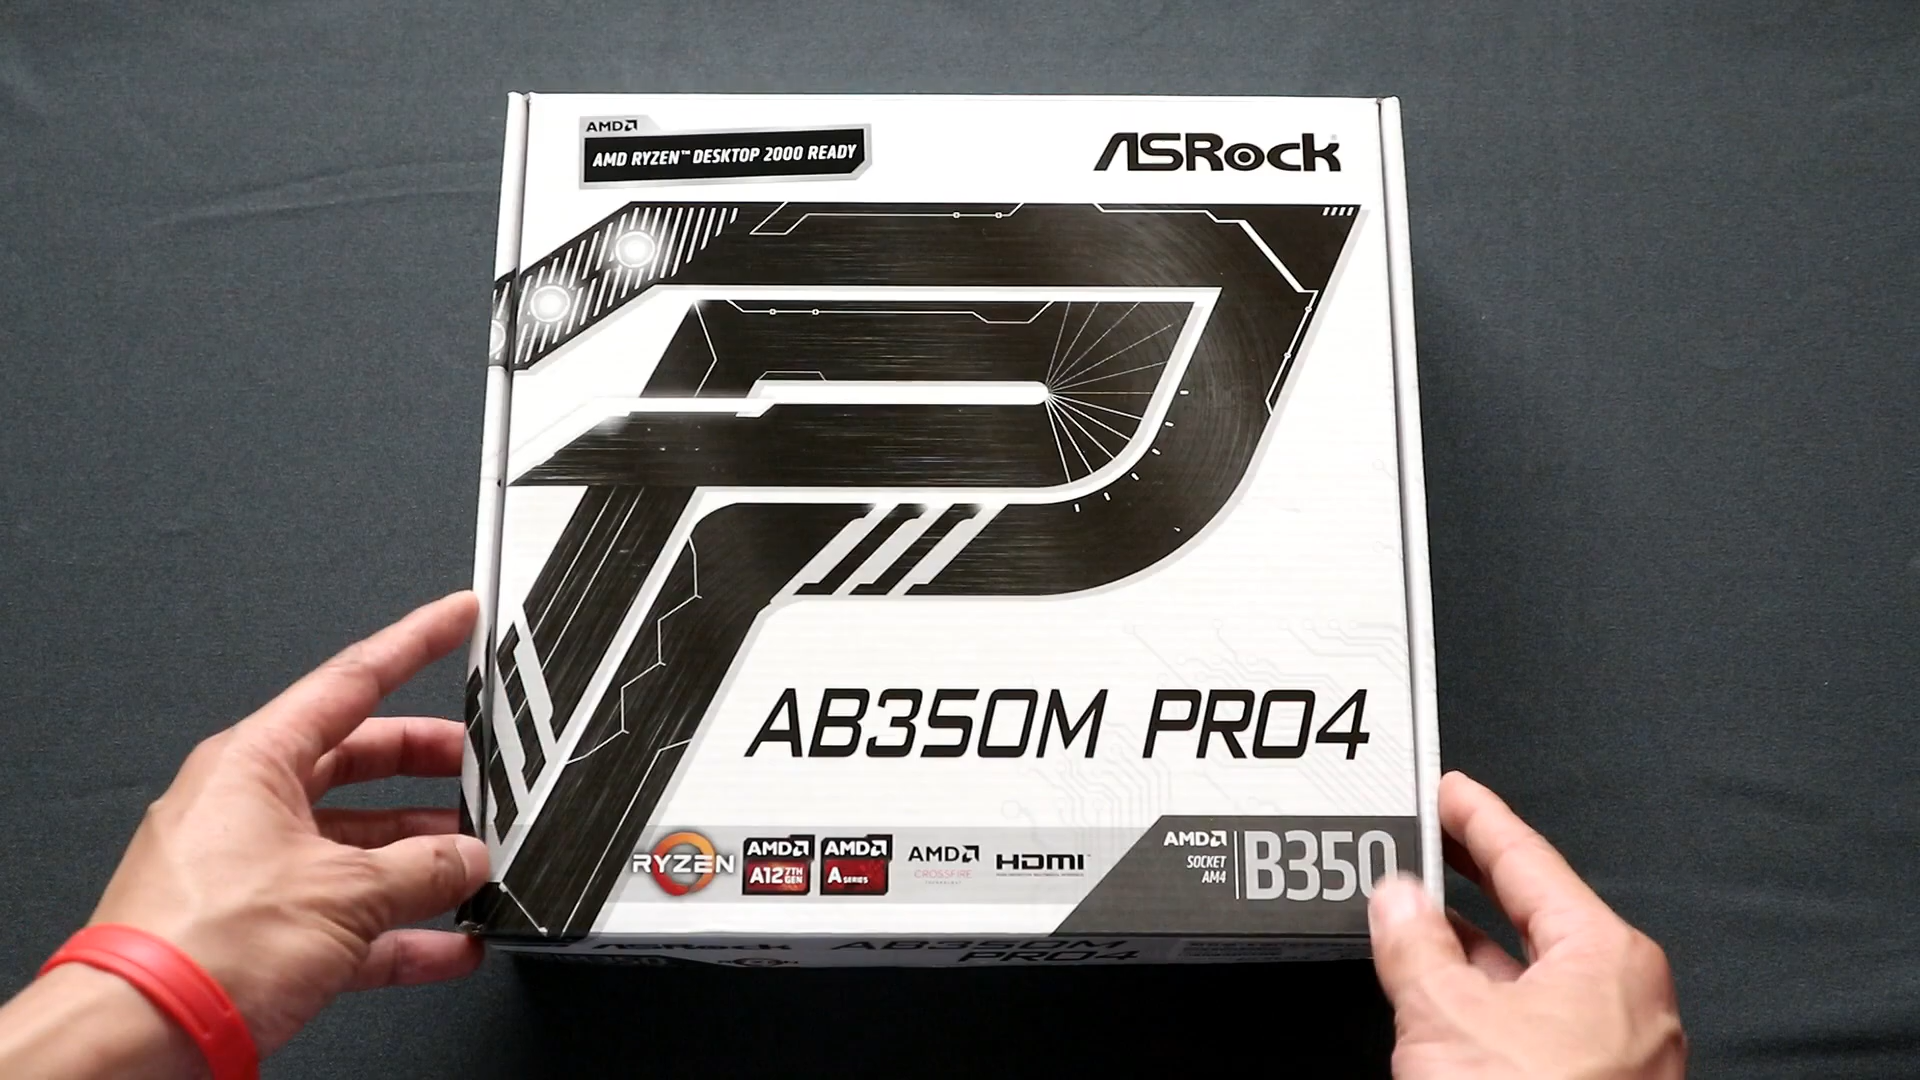 AMD
AMD RYZEN™ DESKTOP 2000 READY
ASRock
AB350M PRO4
RYZEN
AMD
A12 7TH GEN
AMD
A SERIES
AMD
CROSSFIRE
TECHNOLOGY
HDMI
AMD
SOCKET
AM4
B350
ASRock
AB350M
PRO4